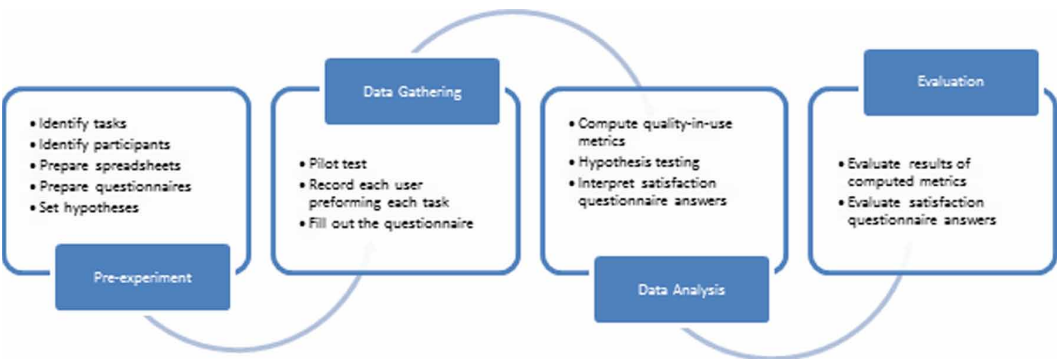 • Identify tasks
• Identify participants
• Prepare spreadsheets
• Prepare questionnaires
• Set hypotheses
Pre-experiment
Data Gathering
• Pilot test
• Record each user
preforming each task
• Fill out the questionnaire
• Compute quality-in-use
metrics
• Hypothesis testing
• Interpret satisfaction
questionnaire answers
Data Analysis
Evaluation
• Evaluate results of
computed metrics
• Evaluate satisfaction
questionnaire answers